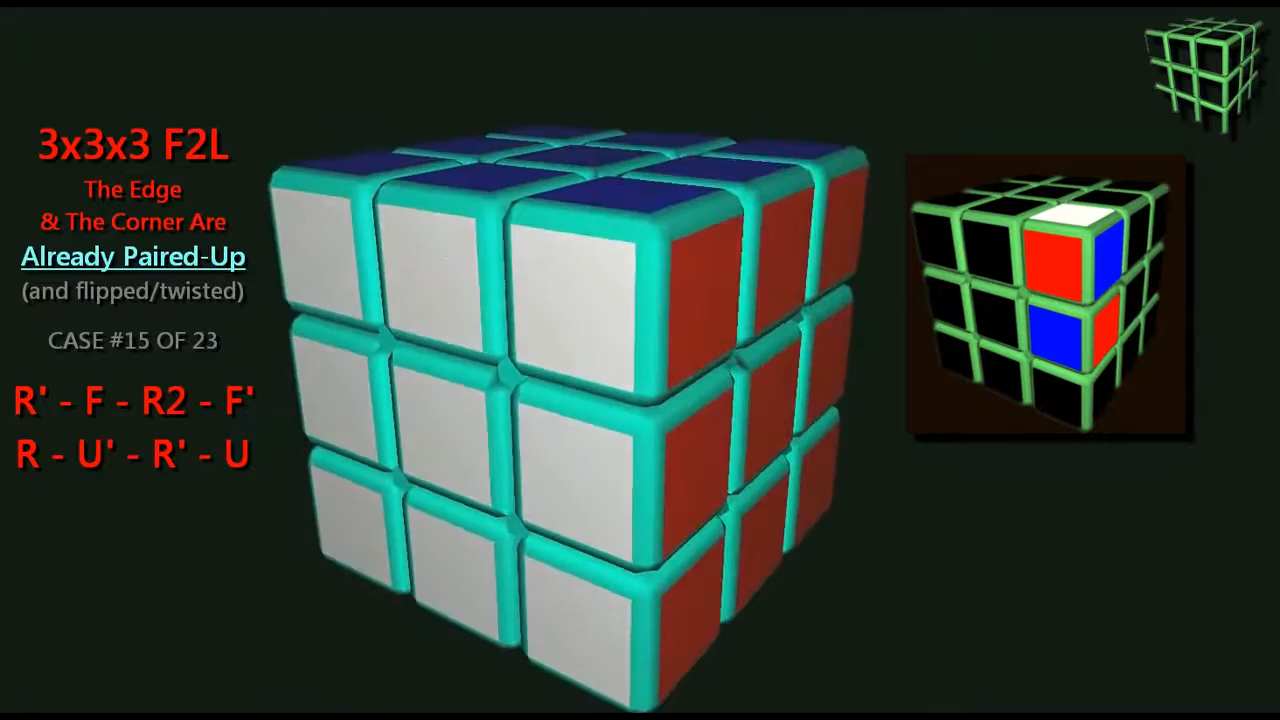 3x3x3 F2L
The Edge
& The Corner Are
Already Paired-Up
(and flipped/twisted)
CASE #15 OF 23
R' - F - R2 - F'
R - U' - R' - U